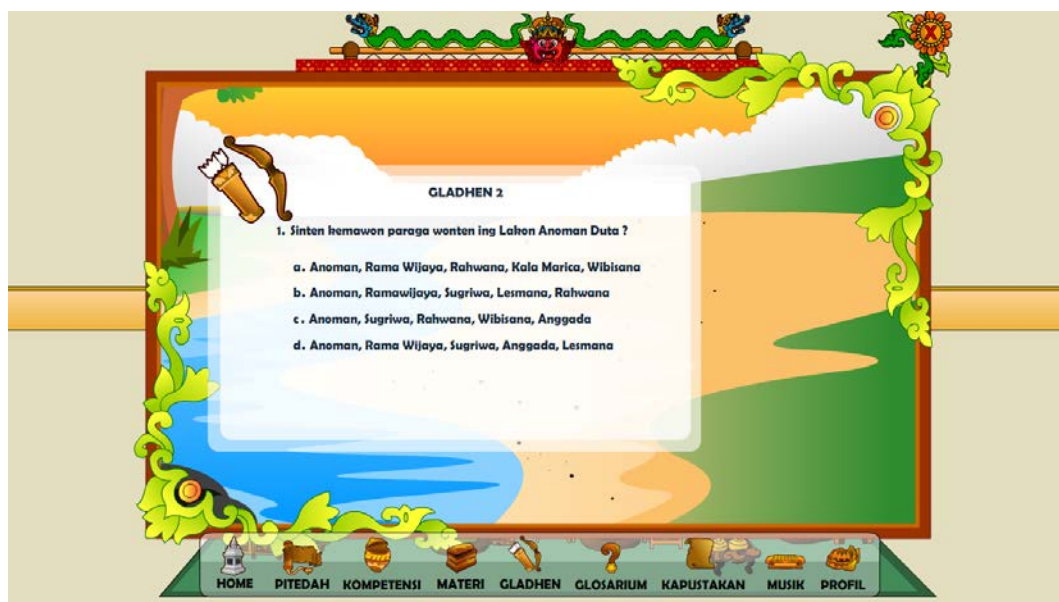 X
GLADHEN 2
1. Sinten kemawon paraga wonten ing Lakon Anoman Duta ?
a. Anoman, Rama Wijaya, Rahwana, Kala Marica, Wibisana
b. Anoman, Ramawijaya, Sugriwa, Lesmana, Rahwana
c. Anoman, Sugriwa, Rahwana, Wibisana, Anggada
d. Anoman, Rama Wijaya, Sugriwa, Anggada, Lesmana
HOME PITEDAH KOMPETENSI MATERI GLADHEN GLOSARIUM KAPUSTAKAN MUSIK PROFIL